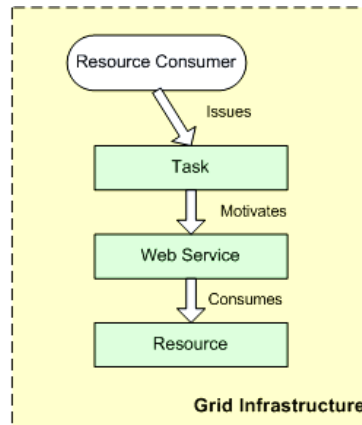 Resource Consumer
Issues
Task
Motivates
Web Service
Consumes
Resource
Grid Infrastructure